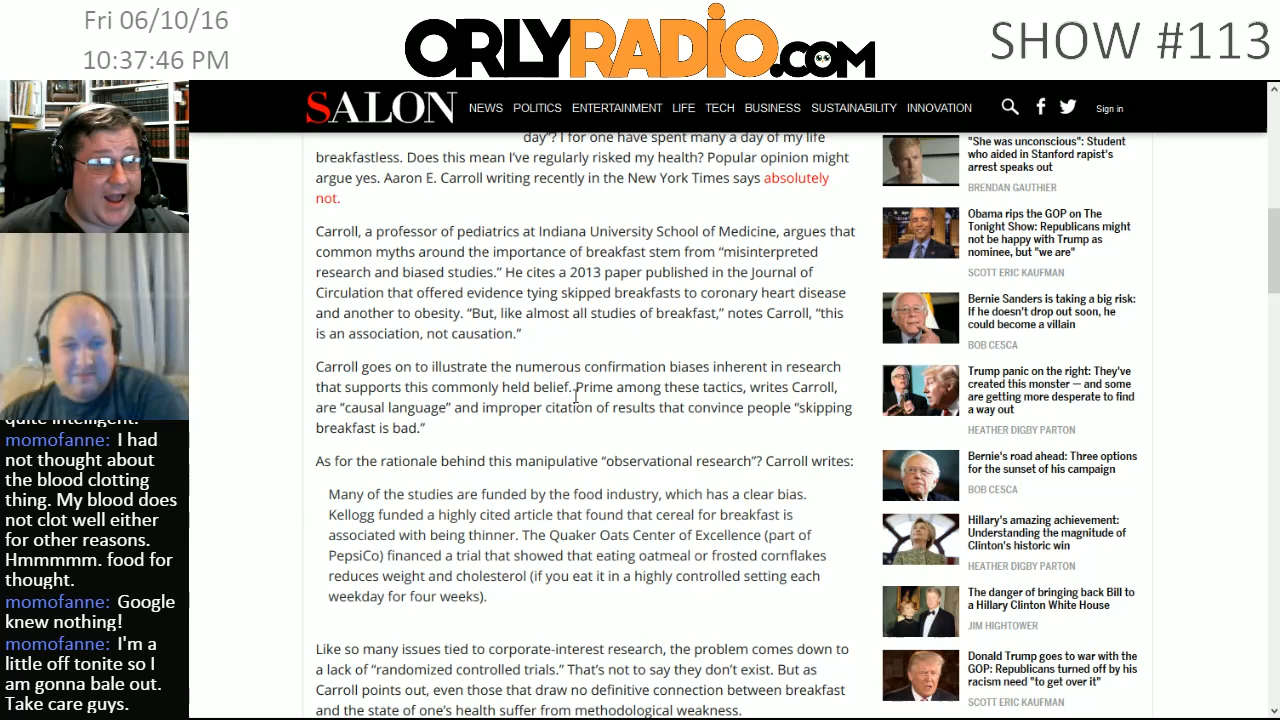 Fri 06/10/16
10:37:46 PM
ORLYRADIO.COM
SHOW #113
SALON NEWS POLITICS ENTERTAINMENT LIFE TECH BUSINESS SUSTAINABILITY INNOVATION Sign in
day"? I for one have spent many a day of my life
breakfastless. Does this mean I've regularly risked my health? Popular opinion might
argue yes. Aaron E. Carroll writing recently in the New York Times says absolutely
not.
Carroll, a professor of pediatrics at Indiana University School of Medicine, argues that
common myths around the importance of breakfast stem from “misinterpreted
research and biased studies.” He cites a 2013 paper published in the Journal of
Circulation that offered evidence tying skipped breakfasts to coronary heart disease
and another to obesity. “But, like almost all studies of breakfast,” notes Carroll, “this
is an association, not causation.”
Carroll goes on to illustrate the numerous confirmation biases inherent in research
that supports this commonly held belief. Prime among these tactics, writes Carroll,
are “causal language” and improper citation of results that convince people “skipping
breakfast is bad.”
As for the rationale behind this manipulative “observational research”? Carroll writes:
Many of the studies are funded by the food industry, which has a clear bias.
Kellogg funded a highly cited article that found that cereal for breakfast is
associated with being thinner. The Quaker Oats Center of Excellence (part of
PepsiCo) financed a trial that showed that eating oatmeal or frosted cornflakes
reduces weight and cholesterol (if you eat it in a highly controlled setting each
weekday for four weeks).
Like so many issues tied to corporate-interest research, the problem comes down to
a lack of “randomized controlled trials.” That’s not to say they don’t exist. But as
Carroll points out, even those that draw no definitive connection between breakfast
and the state of one’s health suffer from methodological weakness.
"She was unconscious": Student
who aided in Stanford rapist's
arrest speaks out
BRENDAN GAUTHIER
Obama rips the GOP on The
Tonight Show: Republicans might
not be happy with Trump as
nominee, but "we are"
SCOTT ERIC KAUFMAN
Bernie Sanders is taking a big risk:
If he doesn't drop out soon, he
could become a villain
BOB CESCA
Trump panic on the right: They've
created this monster — and some
are getting more desperate to find
a way out
HEATHER DIGBY PARTON
Bernie's road ahead: Three options
for the sunset of his campaign
BOB CESCA
Hillary's amazing achievement:
Understanding the magnitude of
Clinton's historic win
HEATHER DIGBY PARTON
The danger of bringing back Bill to
a Hillary Clinton White House
JIM HIGHTOWER
Donald Trump goes to war with the
GOP: Republicans turned off by his
racism need "to get over it"
SCOTT ERIC KAUFMAN
quite intelligent.
momofanne: I had
not thought about
the blood clotting
thing. My blood does
not clot well either
for other reasons.
Hmmmmm. food for
thought.
momofanne: Google
knew nothing!
momofanne: I'm a
little off tonite so I
am gonna bale out.
Take care guys.